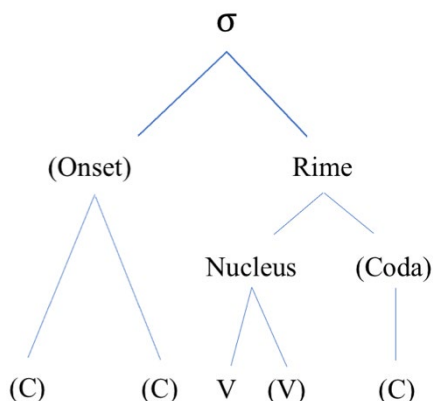 σ
(Onset) Rime
Nucleus (Coda)
(C) (C) V (V) (C)